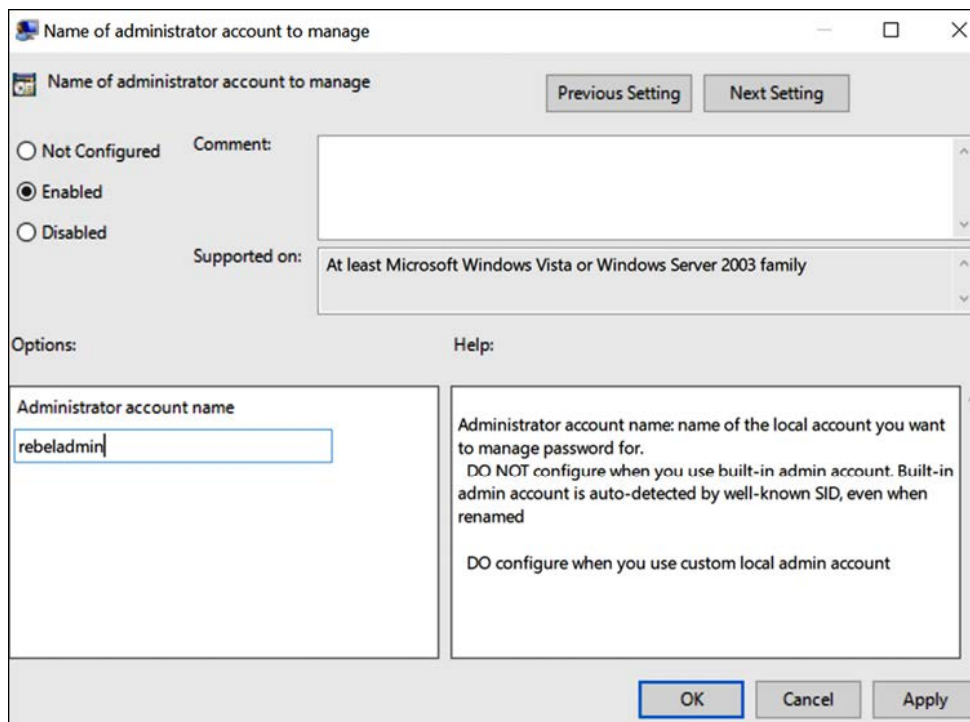 Name of administrator account to manage
Name of administrator account to manage
Previous Setting
Next Setting
Not Configured
Comment:
Enabled
Disabled
Supported on:
At least Microsoft Windows Vista or Windows Server 2003 family
Options:
Help:
Administrator account name
rebeladmin
Administrator account name: name of the local account you want
to manage password for.
DO NOT configure when you use built-in admin account. Built-in
admin account is auto-detected by well-known SID, even when
renamed
DO configure when you use custom local admin account
OK
Cancel
Apply